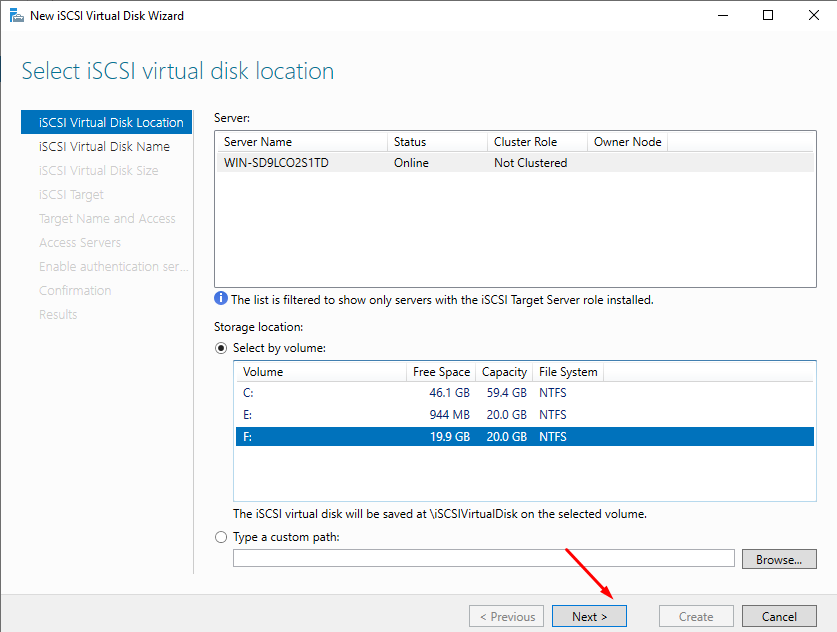 New iSCSI Virtual Disk Wizard
Select iSCSI virtual disk location
iSCSI Virtual Disk Location
iSCSI Virtual Disk Name
iSCSI Virtual Disk Size
iSCSI Target
Target Name and Access
Access Servers
Enable authentication ser...
Confirmation
Results
Server:
Server Name Status Cluster Role Owner Node
WIN-SD9LCO2S1TD Online Not Clustered
The list is filtered to show only servers with the iSCSI Target Server role installed.
Storage location:
Select by volume:
Volume Free Space Capacity File System
C: 46.1 GB 59.4 GB NTFS
E: 944 MB 20.0 GB NTFS
F: 19.9 GB 20.0 GB NTFS
The iSCSI virtual disk will be saved at \iSCSIVirtualDisk on the selected volume.
Type a custom path:
Browse...
< Previous Next > Create Cancel